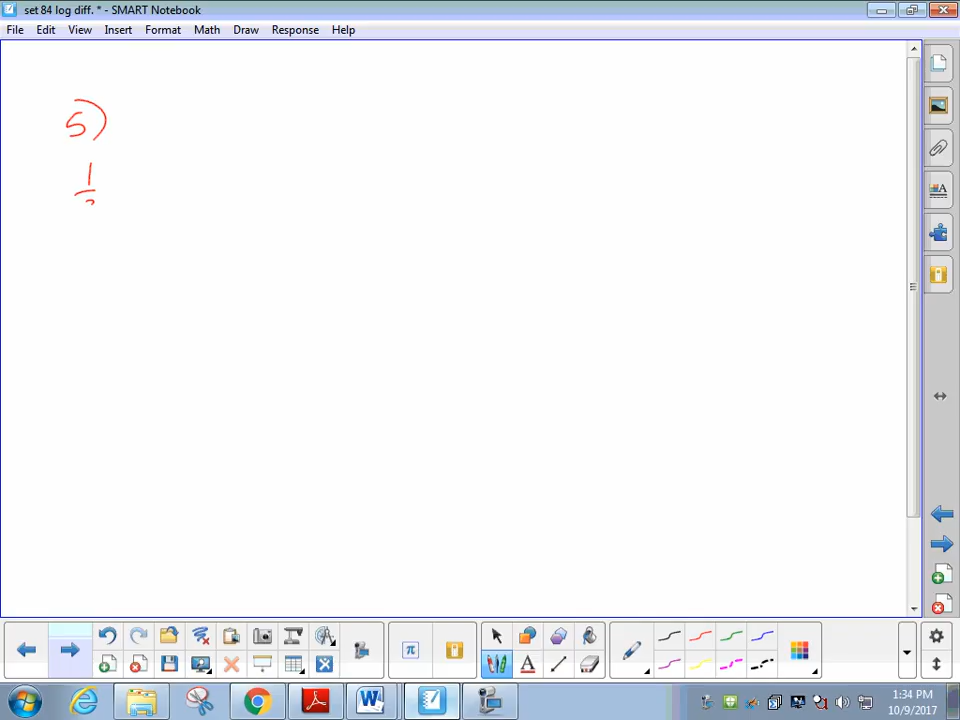 set 84 log diff. * - SMART Notebook
File Edit View Insert Format Math Draw Response Help
5)
1
1:34 PM
10/9/2017